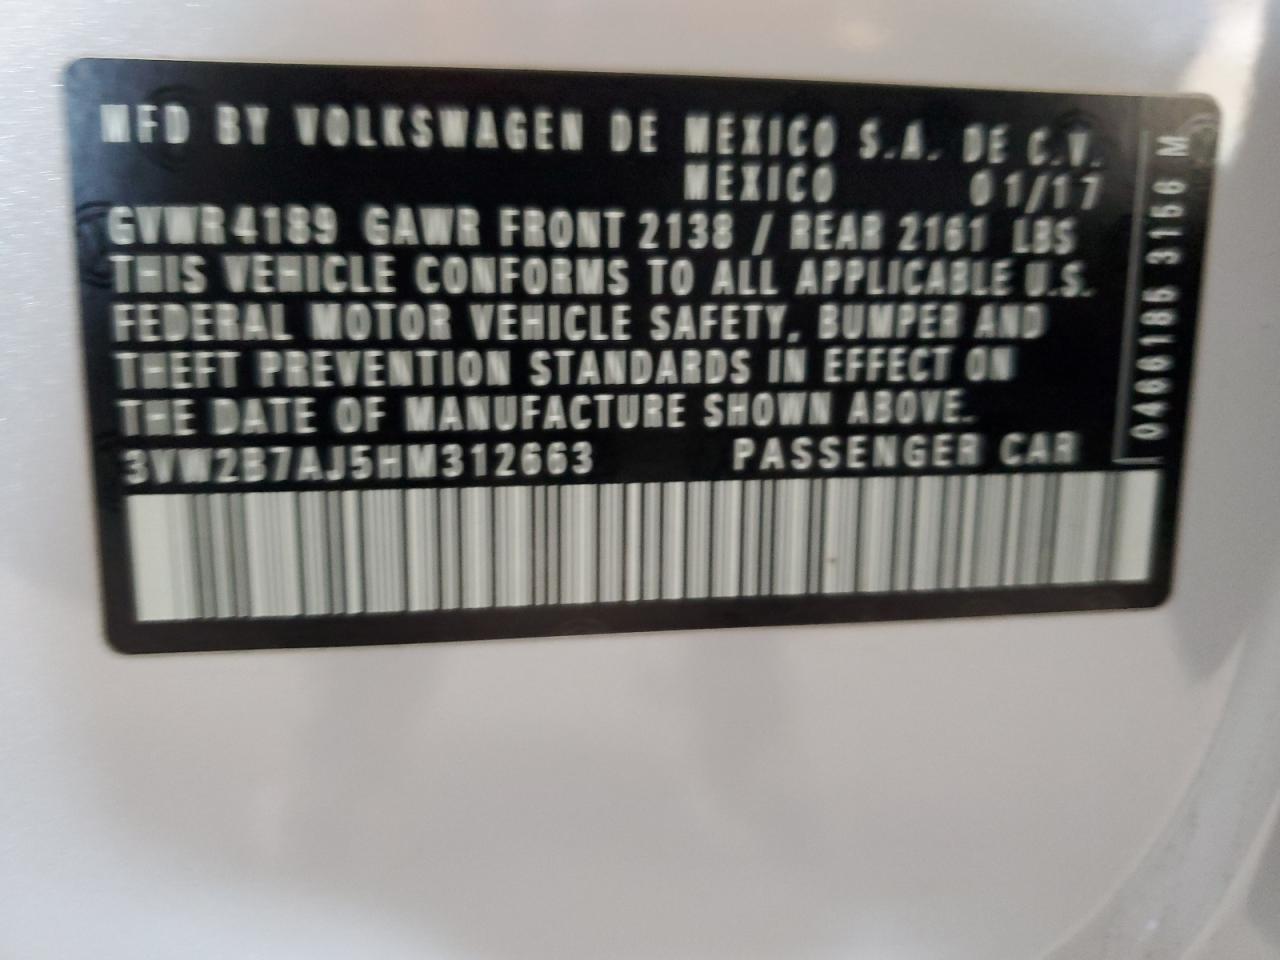 MFD BY VOLKSWAGEN DE MEXICO S.A. DE C.V.
MEXICO 01/17
GVWR4189 GAWR FRONT 2138 / REAR 2161 LBS
THIS VEHICLE CONFORMS TO ALL APPLICABLE U.S.
FEDERAL MOTOR VEHICLE SAFETY, BUMPER AND
THEFT PREVENTION STANDARDS IN EFFECT ON
THE DATE OF MANUFACTURE SHOWN ABOVE.
3VW2B7AJ5HM312663 PASSENGER CAR
0466186 3156 M